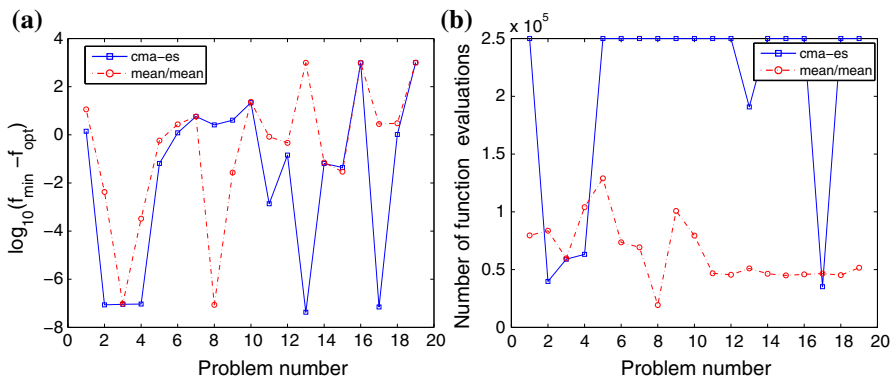 (a)
cma-es
mean/mean
4
2
0
-2
-4
-6
-8
log10(f_min-f_opt)
0 2 4 6 8 10 12 14 16 18 20
Problem number
(b)
x 10^5
cma-es
mean/mean
2.5
2
1.5
1
0.5
0
Number of function evaluations
0 2 4 6 8 10 12 14 16 18 20
Problem number